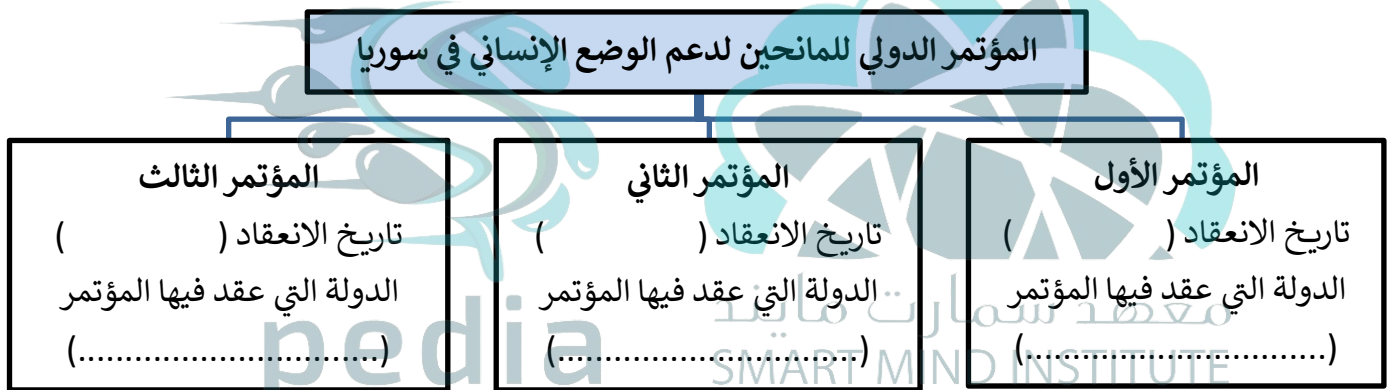 المؤتمر الدولي للمانحين لدعم الوضع الإنساني في سوريا
المؤتمر الأول
تاريخ الانعقاد ( )
الدولة التي عقد فيها المؤتمر
(................................)
المؤتمر الثاني
تاريخ الانعقاد ( )
الدولة التي عقد فيها المؤتمر
(................................)
المؤتمر الثالث
تاريخ الانعقاد ( )
الدولة التي عقد فيها المؤتمر
(................................)
معهد سمارت مايند
SMART MIND INSTITUTE
pedia